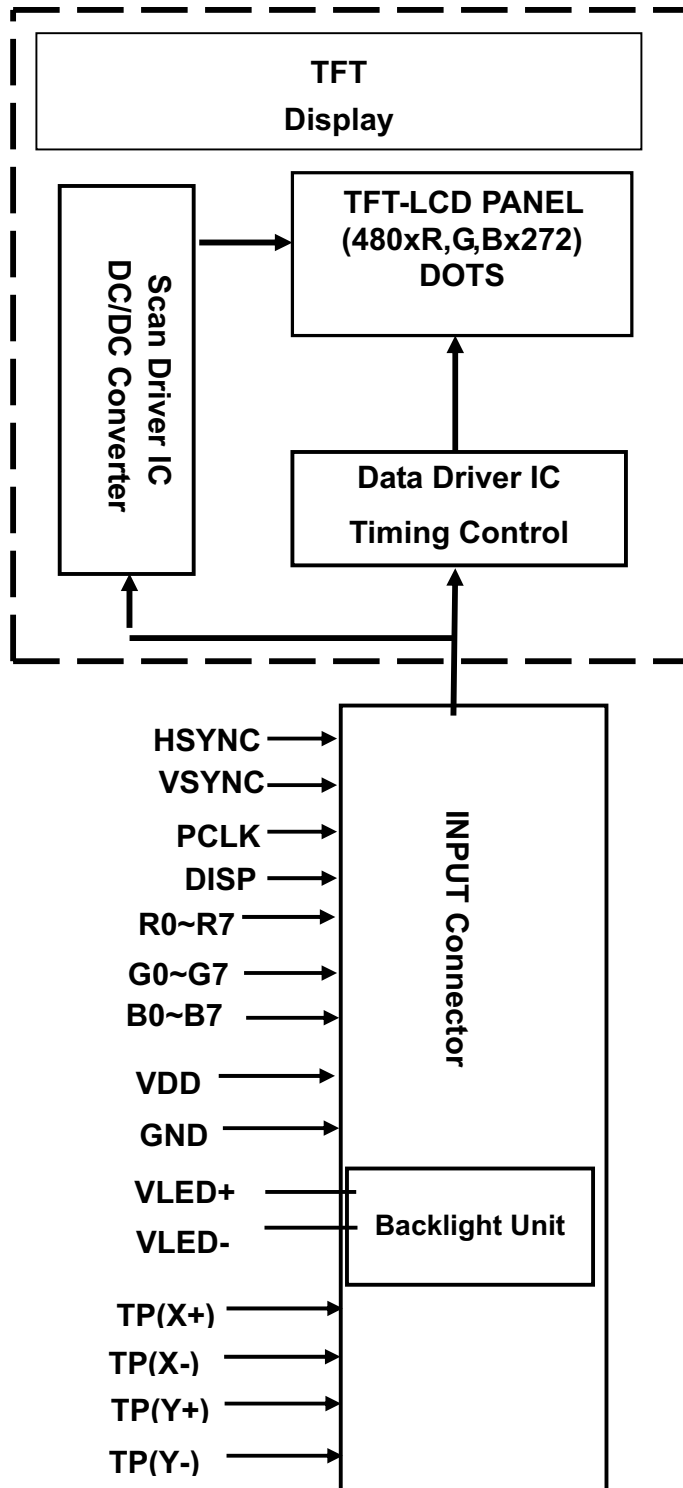 TFT
Display
TFT-LCD PANEL
(480xR,G,Bx272)
DOTS
Scan Driver IC
DC/DC Converter
Data Driver IC
Timing Control
HSYNC
VSYNC
PCLK
DISP
R0~R7
G0~G7
B0~B7
VDD
GND
INPUT Connector
VLED+
VLED-
Backlight Unit
TP(X+)
TP(X-)
TP(Y+)
TP(Y-)